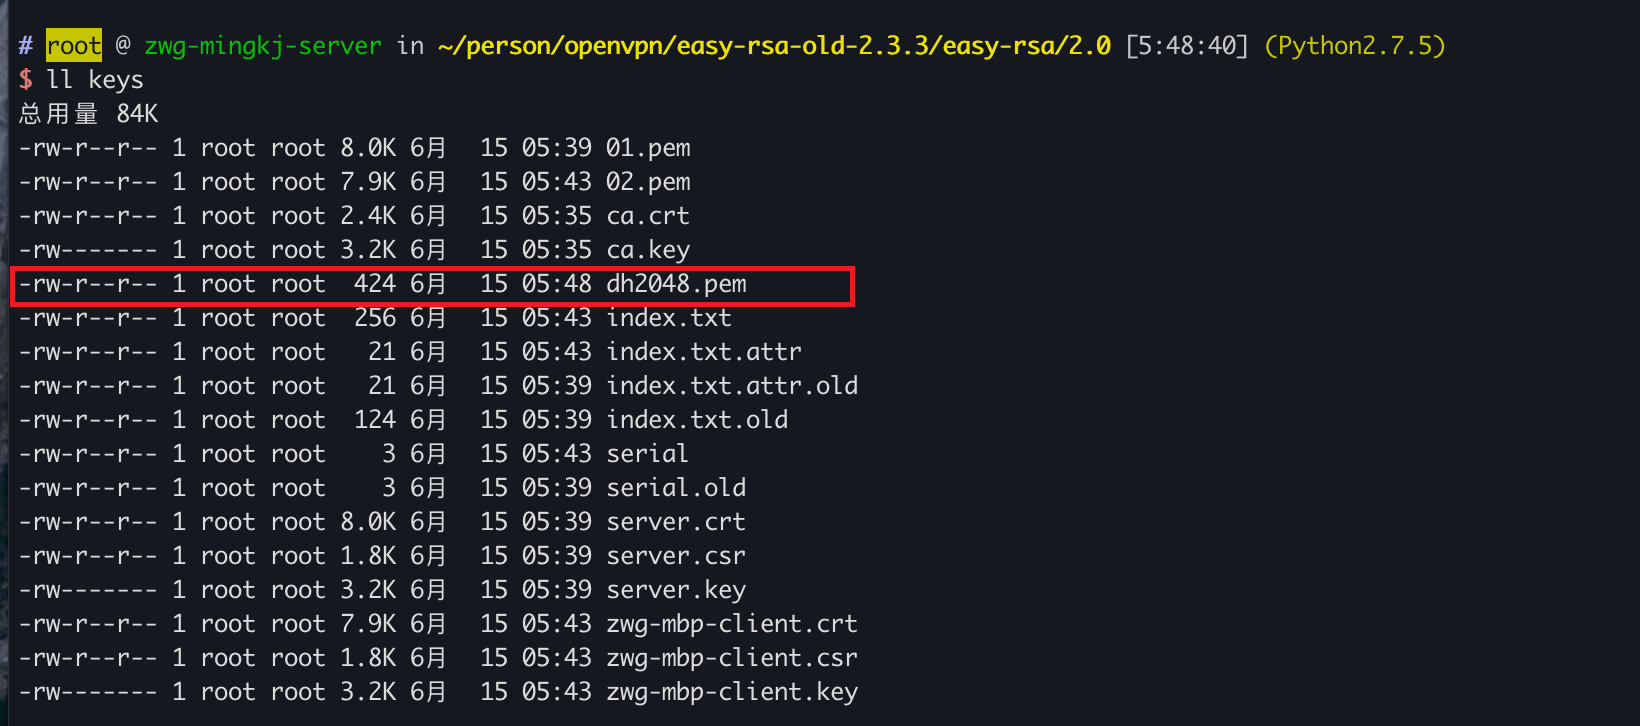 # root @ zwg-mingkj-server in ~/person/openvpn/easy-rsa-old-2.3.3/easy-rsa/2.0 [5:48:40] (Python2.7.5)
$ ll keys
总用量 84K
-rw-r--r-- 1 root root 8.0K 6月  15 05:39 01.pem
-rw-r--r-- 1 root root 7.9K 6月  15 05:43 02.pem
-rw-r--r-- 1 root root 2.4K 6月  15 05:35 ca.crt
-rw------- 1 root root 3.2K 6月  15 05:35 ca.key
-rw-r--r-- 1 root root  424 6月  15 05:48 dh2048.pem
-rw-r--r-- 1 root root  256 6月  15 05:43 index.txt
-rw-r--r-- 1 root root   21 6月  15 05:43 index.txt.attr
-rw-r--r-- 1 root root   21 6月  15 05:39 index.txt.attr.old
-rw-r--r-- 1 root root  124 6月  15 05:39 index.txt.old
-rw-r--r-- 1 root root    3 6月  15 05:43 serial
-rw-r--r-- 1 root root    3 6月  15 05:39 serial.old
-rw-r--r-- 1 root root 8.0K 6月  15 05:39 server.crt
-rw-r--r-- 1 root root 1.8K 6月  15 05:39 server.csr
-rw------- 1 root root 3.2K 6月  15 05:39 server.key
-rw-r--r-- 1 root root 7.9K 6月  15 05:43 zwg-mbp-client.crt
-rw-r--r-- 1 root root 1.8K 6月  15 05:43 zwg-mbp-client.csr
-rw------- 1 root root 3.2K 6月  15 05:43 zwg-mbp-client.key